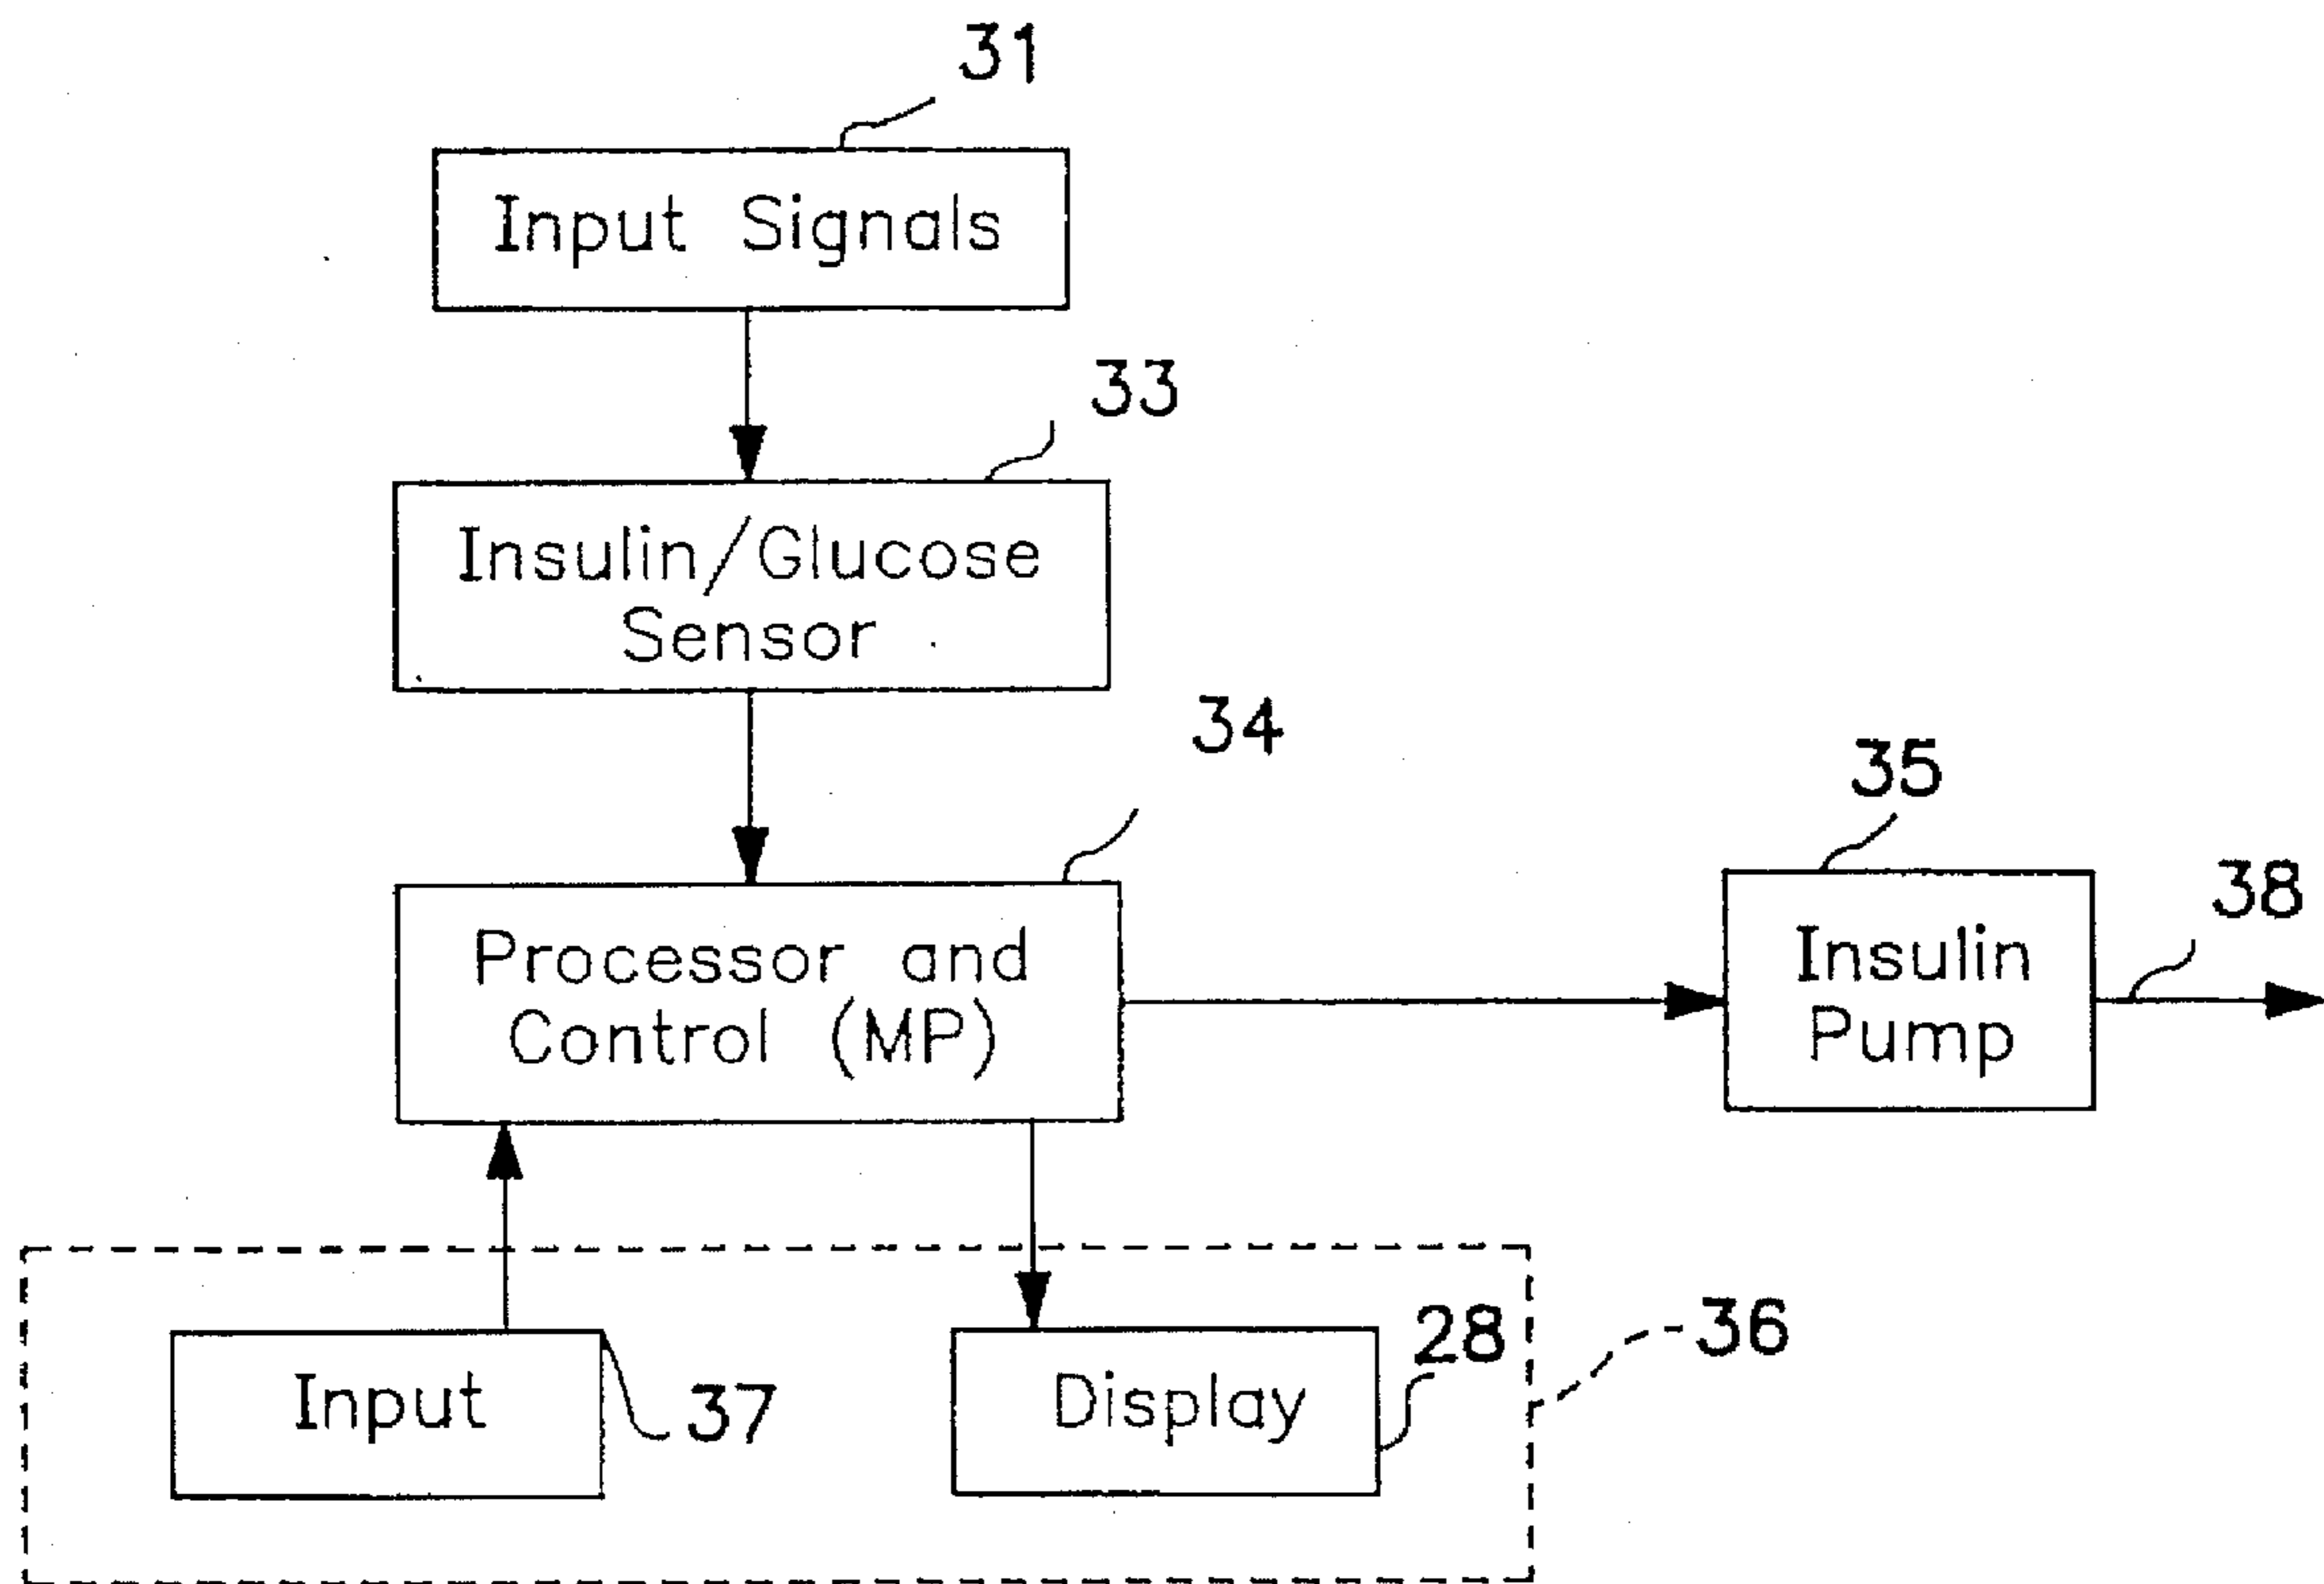 31
Input Signals
33
Insulin/Glucose
Sensor
34
Processor and
Control (MP)
35
Insulin
Pump
38
Input
37
Display
28
36